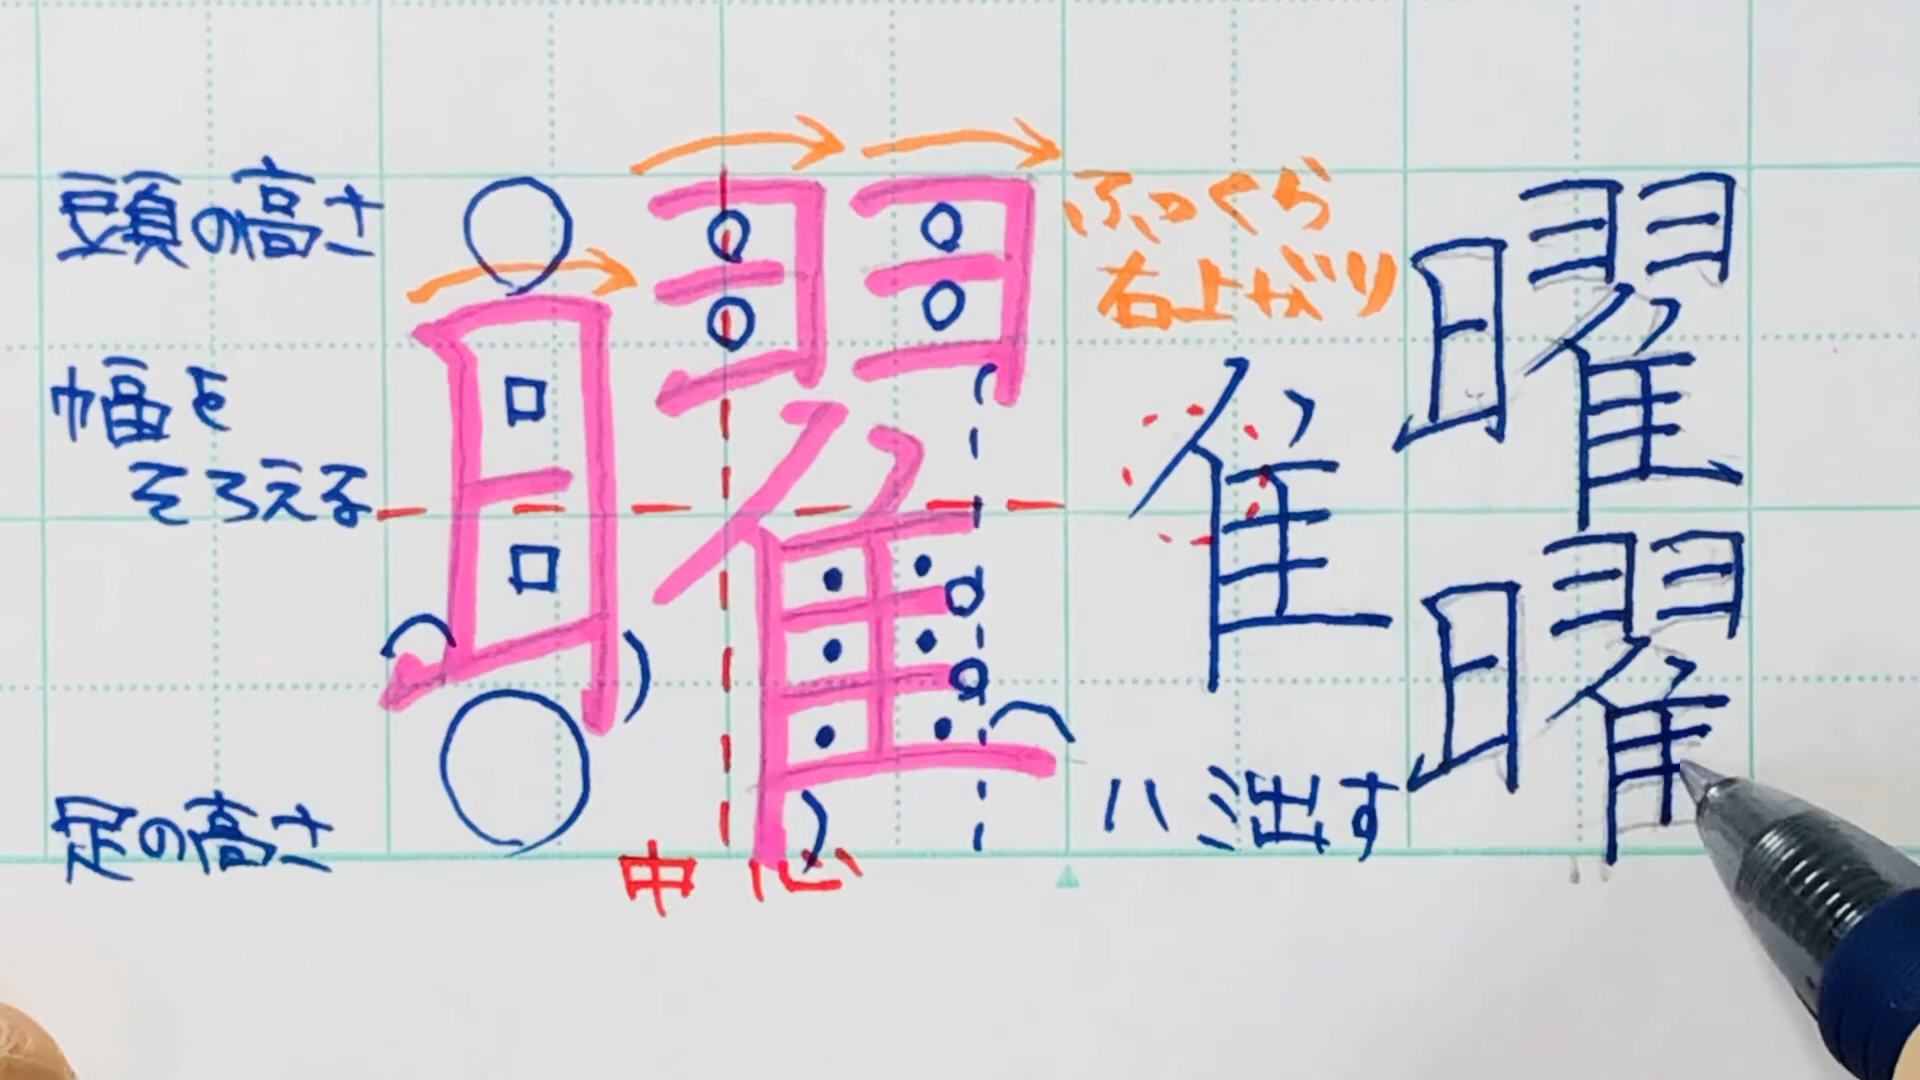 頭の高さ
幅を
そろえる
足の高さ
曜
中心
ふっくら
右上がり
隹
ハミ出す
曜
曜